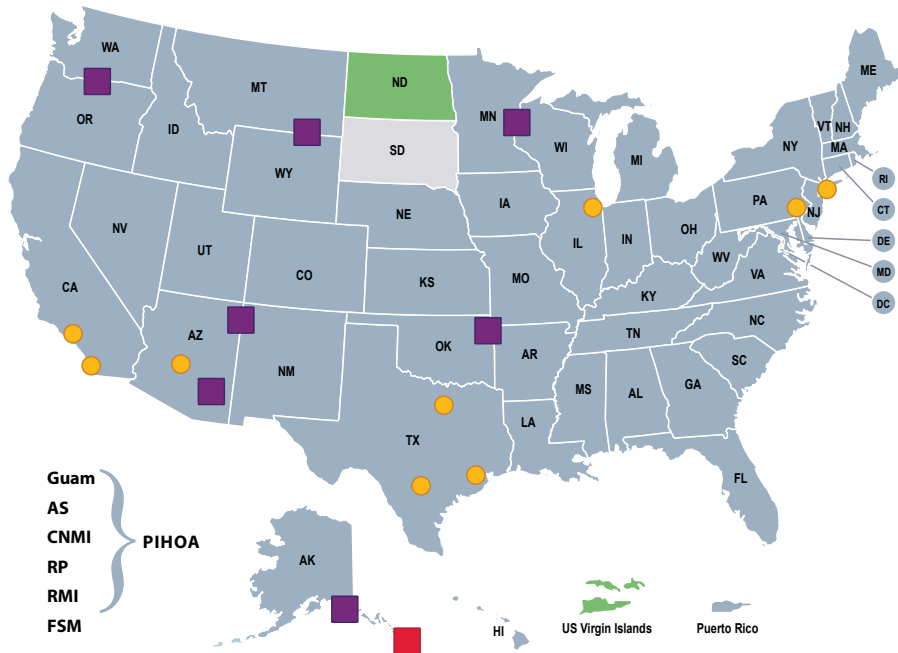 WA
MT
ND
ME
OR
ID
MN
VT
NH
WI
NY
MA
SD
MI
RI
WY
PA
IA
CT
NE
NJ
NV
OH
UT
IL
IN
DE
CO
WV
MD
CA
KS
MO
VA
KY
DC
NC
AZ
TN
OK
AR
NM
SC
MS
AL
GA
LA
TX
FL
Guam
AS
CNMI
PIHOA
RP
RMI
FSM
AK
HI
US Virgin Islands
Puerto Rico